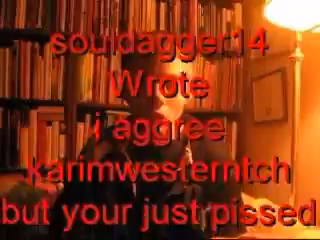 souldagger14
Wrote
i aggree
karimwesterntch
but your just pissed